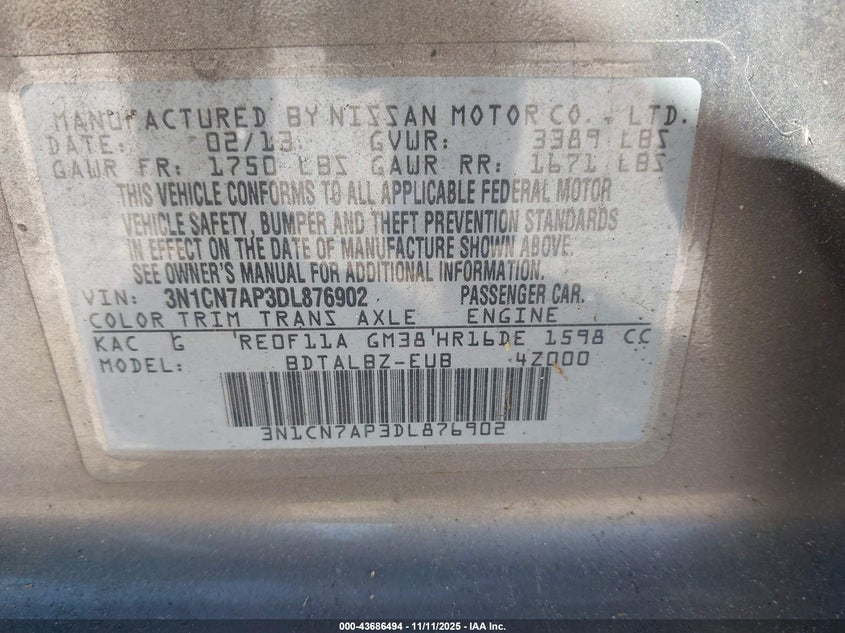 MANUFACTURED BY NISSAN MOTOR CO., LTD.
DATE: 02/13 GVWR: 3389 LBS
GAWR FR: 1750 LBS GAWR RR: 1671 LBS
THIS VEHICLE CONFORMS TO ALL APPLICABLE FEDERAL MOTOR
VEHICLE SAFETY, BUMPER AND THEFT PREVENTION STANDARDS
IN EFFECT ON THE DATE OF MANUFACTURE SHOWN ABOVE.
SEE OWNER'S MANUAL FOR ADDITIONAL INFORMATION.
VIN: 3N1CN7AP3DL876902 PASSENGER CAR.
COLOR TRIM TRANS AXLE ENGINE
KAC G RE0F11A GM38 HR16DE 1598 CC
MODEL: BDTALBZ-EUB 4Z000
3N1CN7AP3DL876902
000-43686494 - 11/11/2025 - IAA Inc.